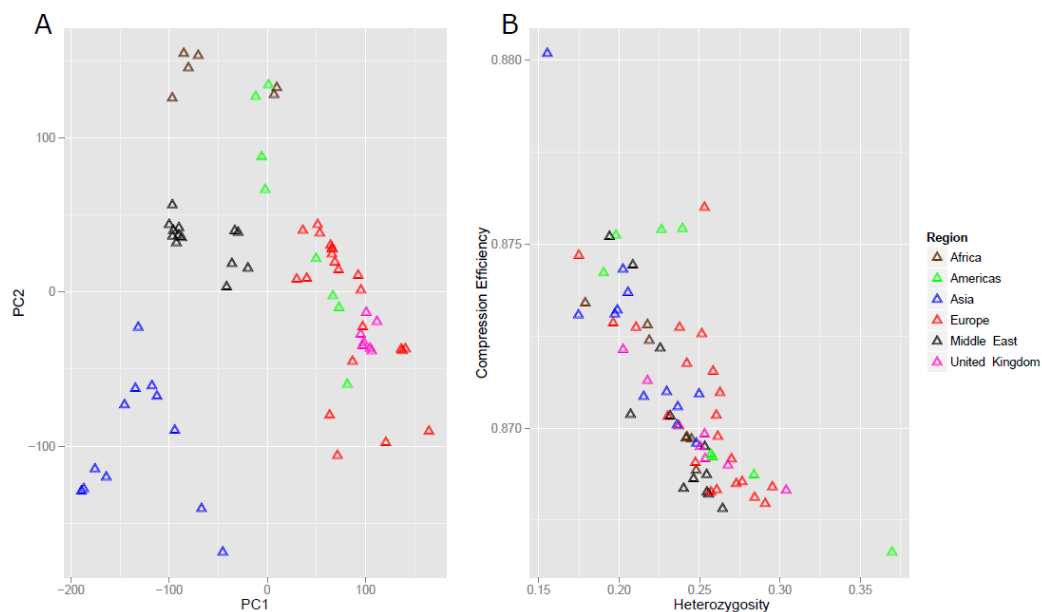 A
B
100
0
−100
PC2
−200
−100
0
100
PC1
0.880
0.875
0.870
Compression Efficiency
0.15
0.20
0.25
0.30
0.35
Heterozygosity
Region
Africa
Americas
Asia
Europe
Middle East
United Kingdom